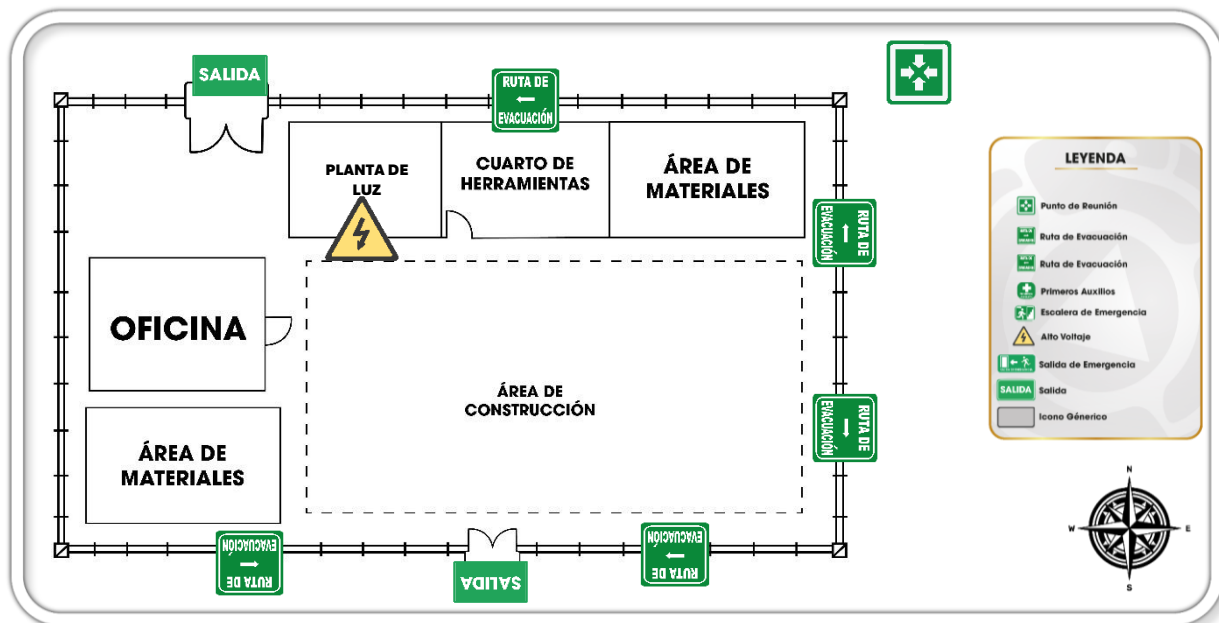 SALIDA
RUTA DE
EVACUACIÓN
PLANTA DE
LUZ
CUARTO DE
HERRAMIENTAS
ÁREA DE
MATERIALES
RUTA DE
EVACUACIÓN
OFICINA
ÁREA DE
CONSTRUCCIÓN
RUTA DE
EVACUACIÓN
ÁREA DE
MATERIALES
RUTA DE
EVACUACIÓN
SALIDA
RUTA DE
EVACUACIÓN
LEYENDA
Punto de Reunión
Ruta de Evacuación
Ruta de Evacuación
Primeros Auxilios
Escalera de Emergencia
Alto Voltaje
Salida de Emergencia
SALIDA Salida
Icono Génerico
N
W E
S